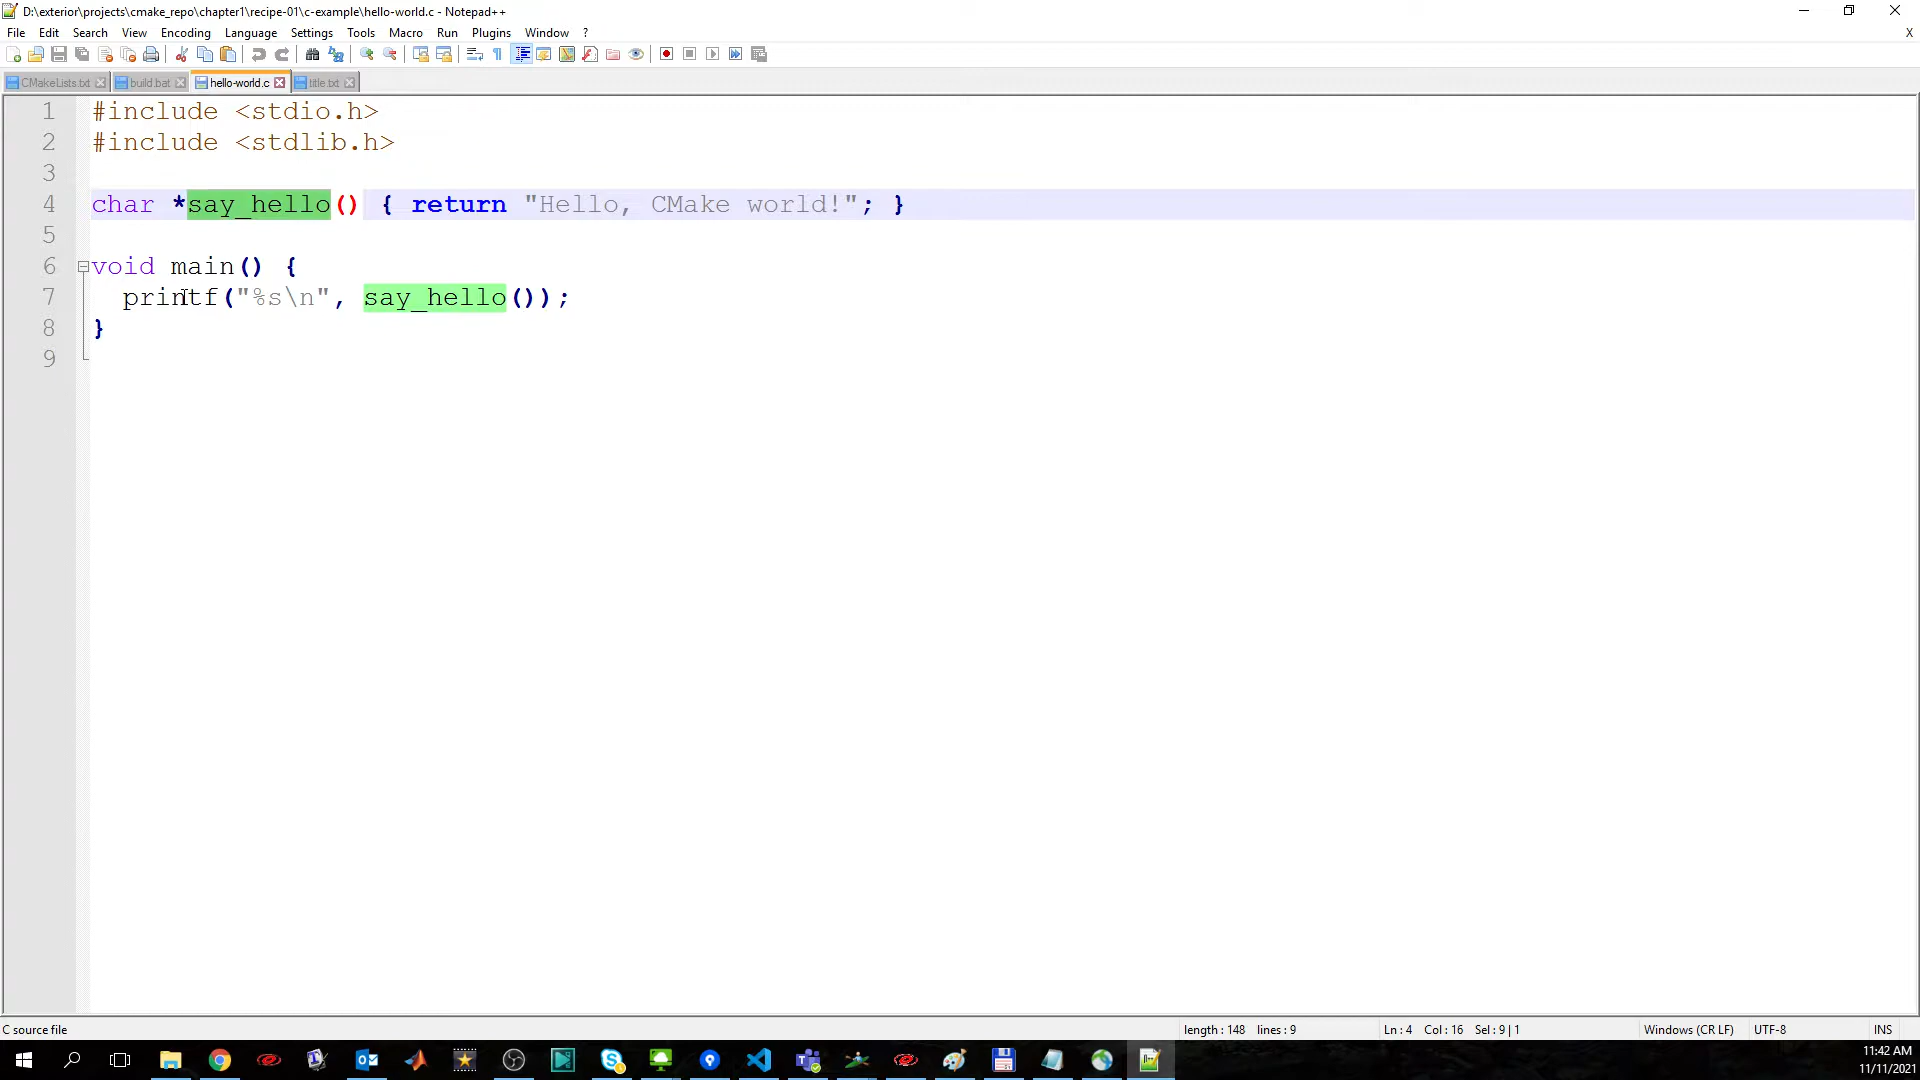 D:\exterior\projects\cmake_repo\chapter1\recipe-01\c-example\hello-world.c - Notepad++
File Edit Search View Encoding Language Settings Tools Macro Run Plugins Window ? X
CMakeLists.txt build.bat hello-world.c title.txt
1 #include <stdio.h>
2 #include <stdlib.h>
3
4 char *say_hello() { return "Hello, CMake world!"; }
5
6 void main() {
7 printf("%s\n", say_hello());
8 }
9
C source file length : 148 lines : 9 Ln : 4 Col : 16 Sel : 9 | 1 Windows (CR LF) UTF-8 INS
11:42 AM
11/11/2021